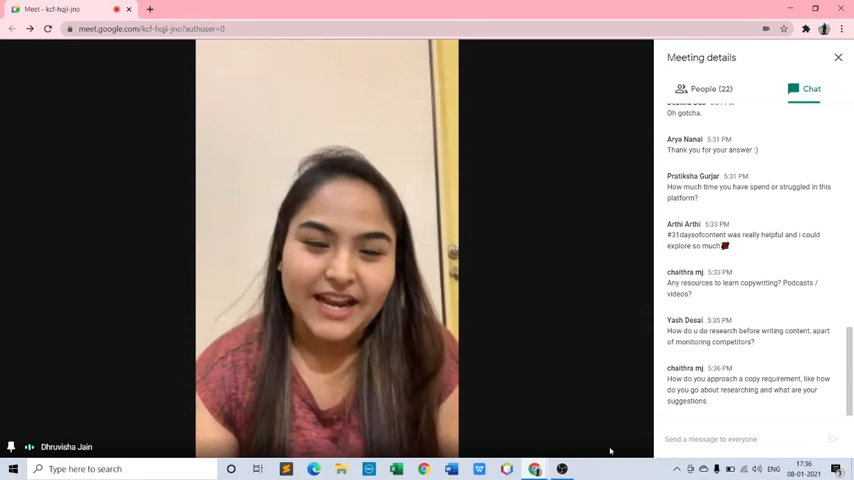 Meet - kcf-hqji-jno
meet.google.com/kcf-hqji-jno?authuser=0
Meeting details
People (22)
Chat
Oh gotcha.
Arya Nanal 5:31 PM
Thank you for your answer :)
Pratiksha Gurjar 5:31 PM
How much time you have spend or struggled in this
platform?
Arthi Arthi 5:33 PM
#31daysofcontent was really helpful and i could
explore so much
chaithra mj 5:33 PM
Any resources to learn copywriting? Podcasts /
videos?
Yash Desai 5:35 PM
How do u do research before writing content, apart
of monitoring competitors?
chaithra mj 5:36 PM
How do you approach a copy requirement, like how
do you go about researching and what are your
suggestions
Send a message to everyone
Dhruvisha Jain
Type here to search
ENG
17:36
08-01-2021